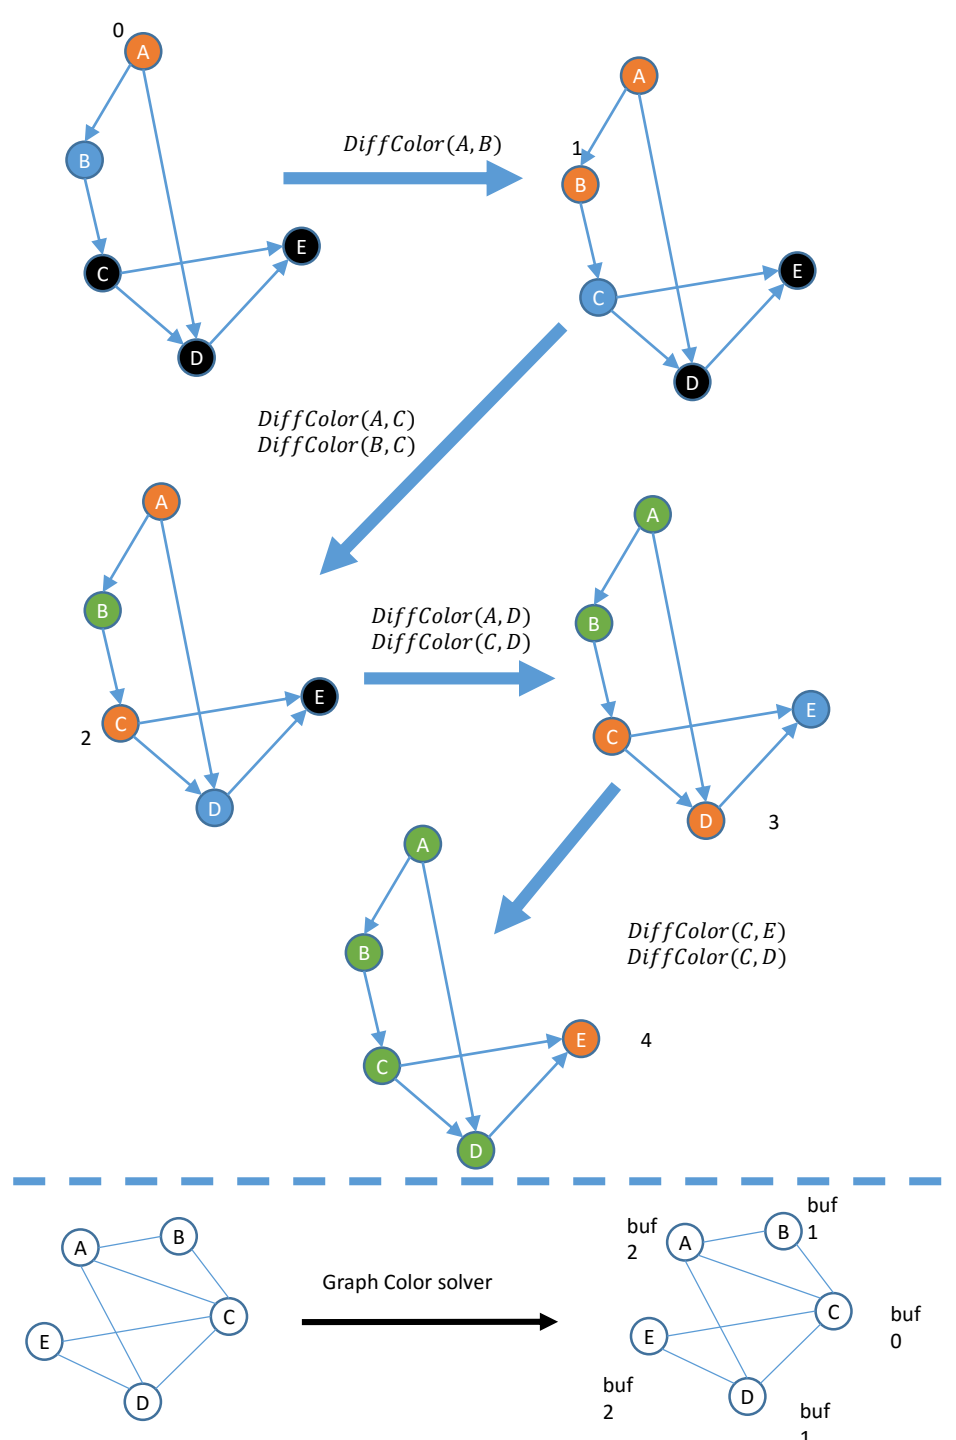 0
A
B
C
D
E
DiffColor(A,B)
A
1
B
C
D
E
DiffColor(A,C)
DiffColor(B,C)
A
B
C
2
D
E
DiffColor(A,D)
DiffColor(C,D)
A
B
C
D
E
3
DiffColor(C,E)
DiffColor(C,D)
A
B
C
D
E
4
A
B
C
D
E
Graph Color solver
buf
2
A
B
buf
1
C
buf
0
E
buf
2
D
buf
1